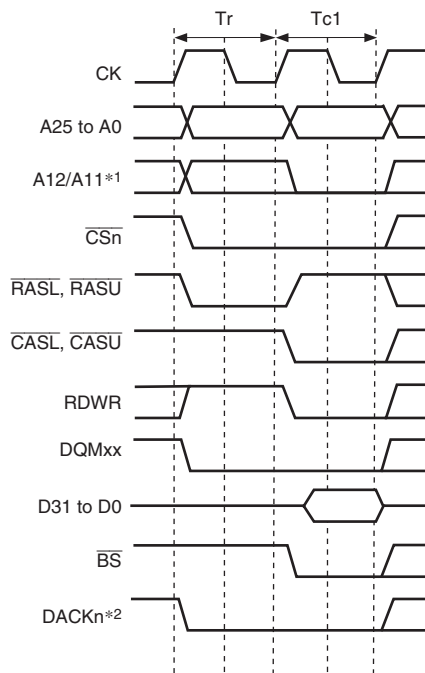 Tr Tc1
CK
A25 to A0
A12/A11*1
CSn
RASL, RASU
CASL, CASU
RDWR
DQMxx
D31 to D0
BS
DACKn*2